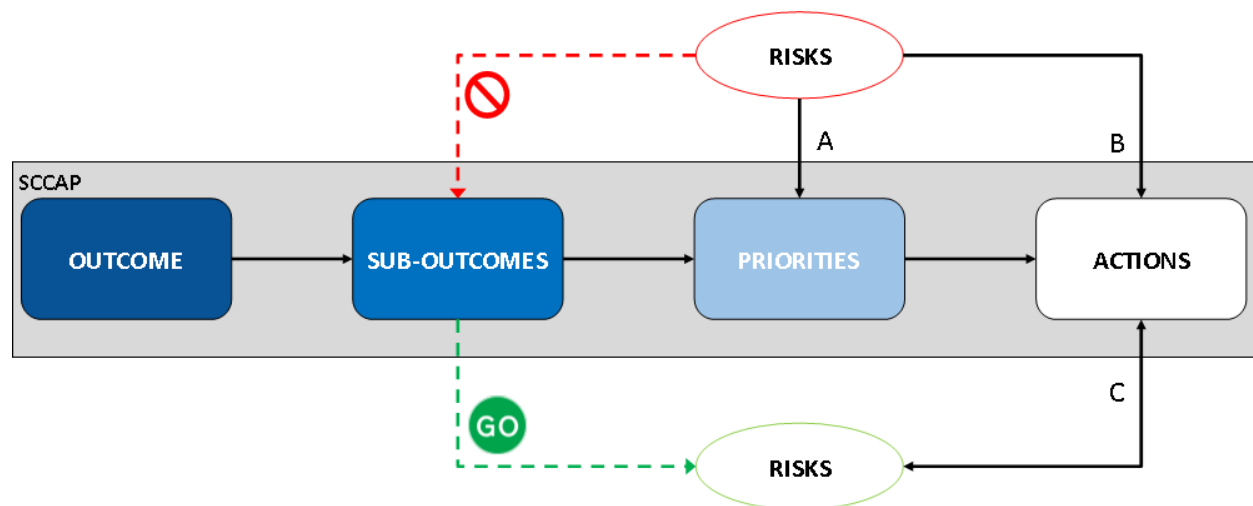 RISKS
A
B
SCCAP
OUTCOME
SUB-OUTCOMES
PRIORITIES
ACTIONS
C
GO
RISKS